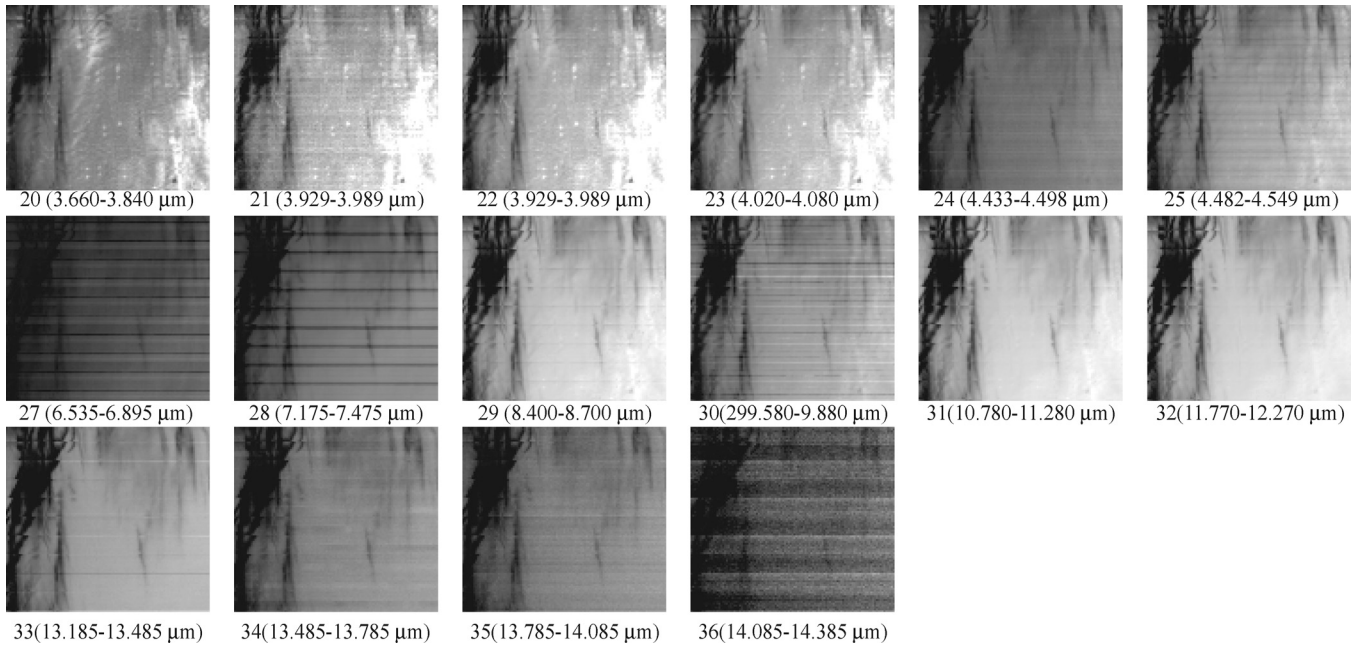 20 (3.660-3.840 μm) 21 (3.929-3.989 μm) 22 (3.929-3.989 μm) 23 (4.020-4.080 μm) 24 (4.433-4.498 μm) 25 (4.482-4.549 μm)
27 (6.535-6.895 μm) 28 (7.175-7.475 μm) 29 (8.400-8.700 μm) 30(299.580-9.880 μm) 31(10.780-11.280 μm) 32(11.770-12.270 μm)
33(13.185-13.485 μm) 34(13.485-13.785 μm) 35(13.785-14.085 μm) 36(14.085-14.385 μm)